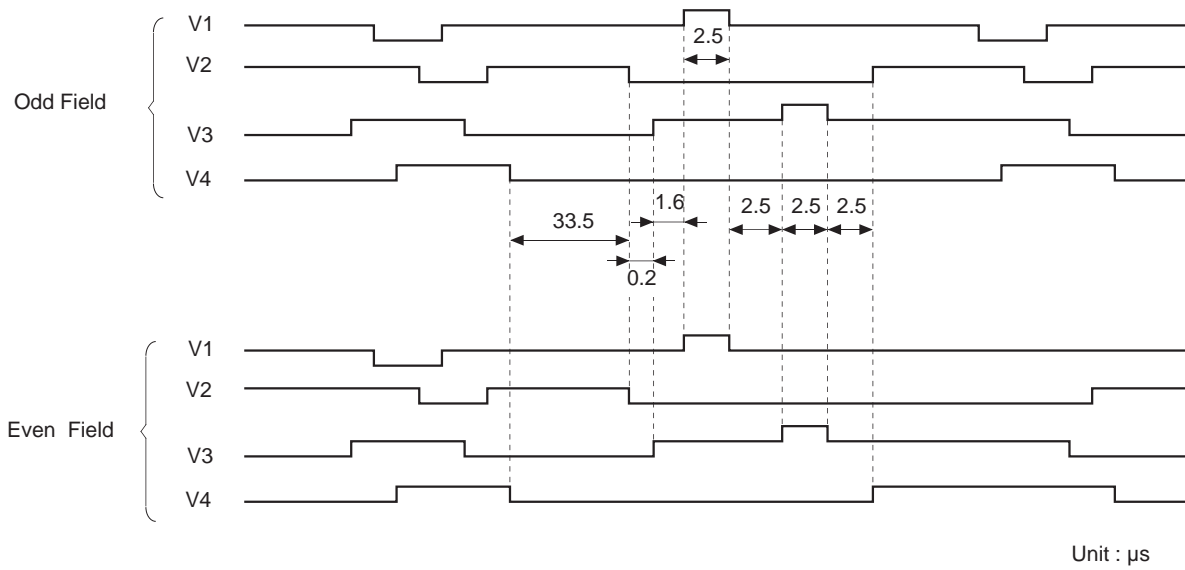 V1
2.5
V2
Odd Field
V3
V4
1.6
2.5 2.5 2.5
33.5
0.2
V1
V2
Even Field
V3
V4
Unit : µs